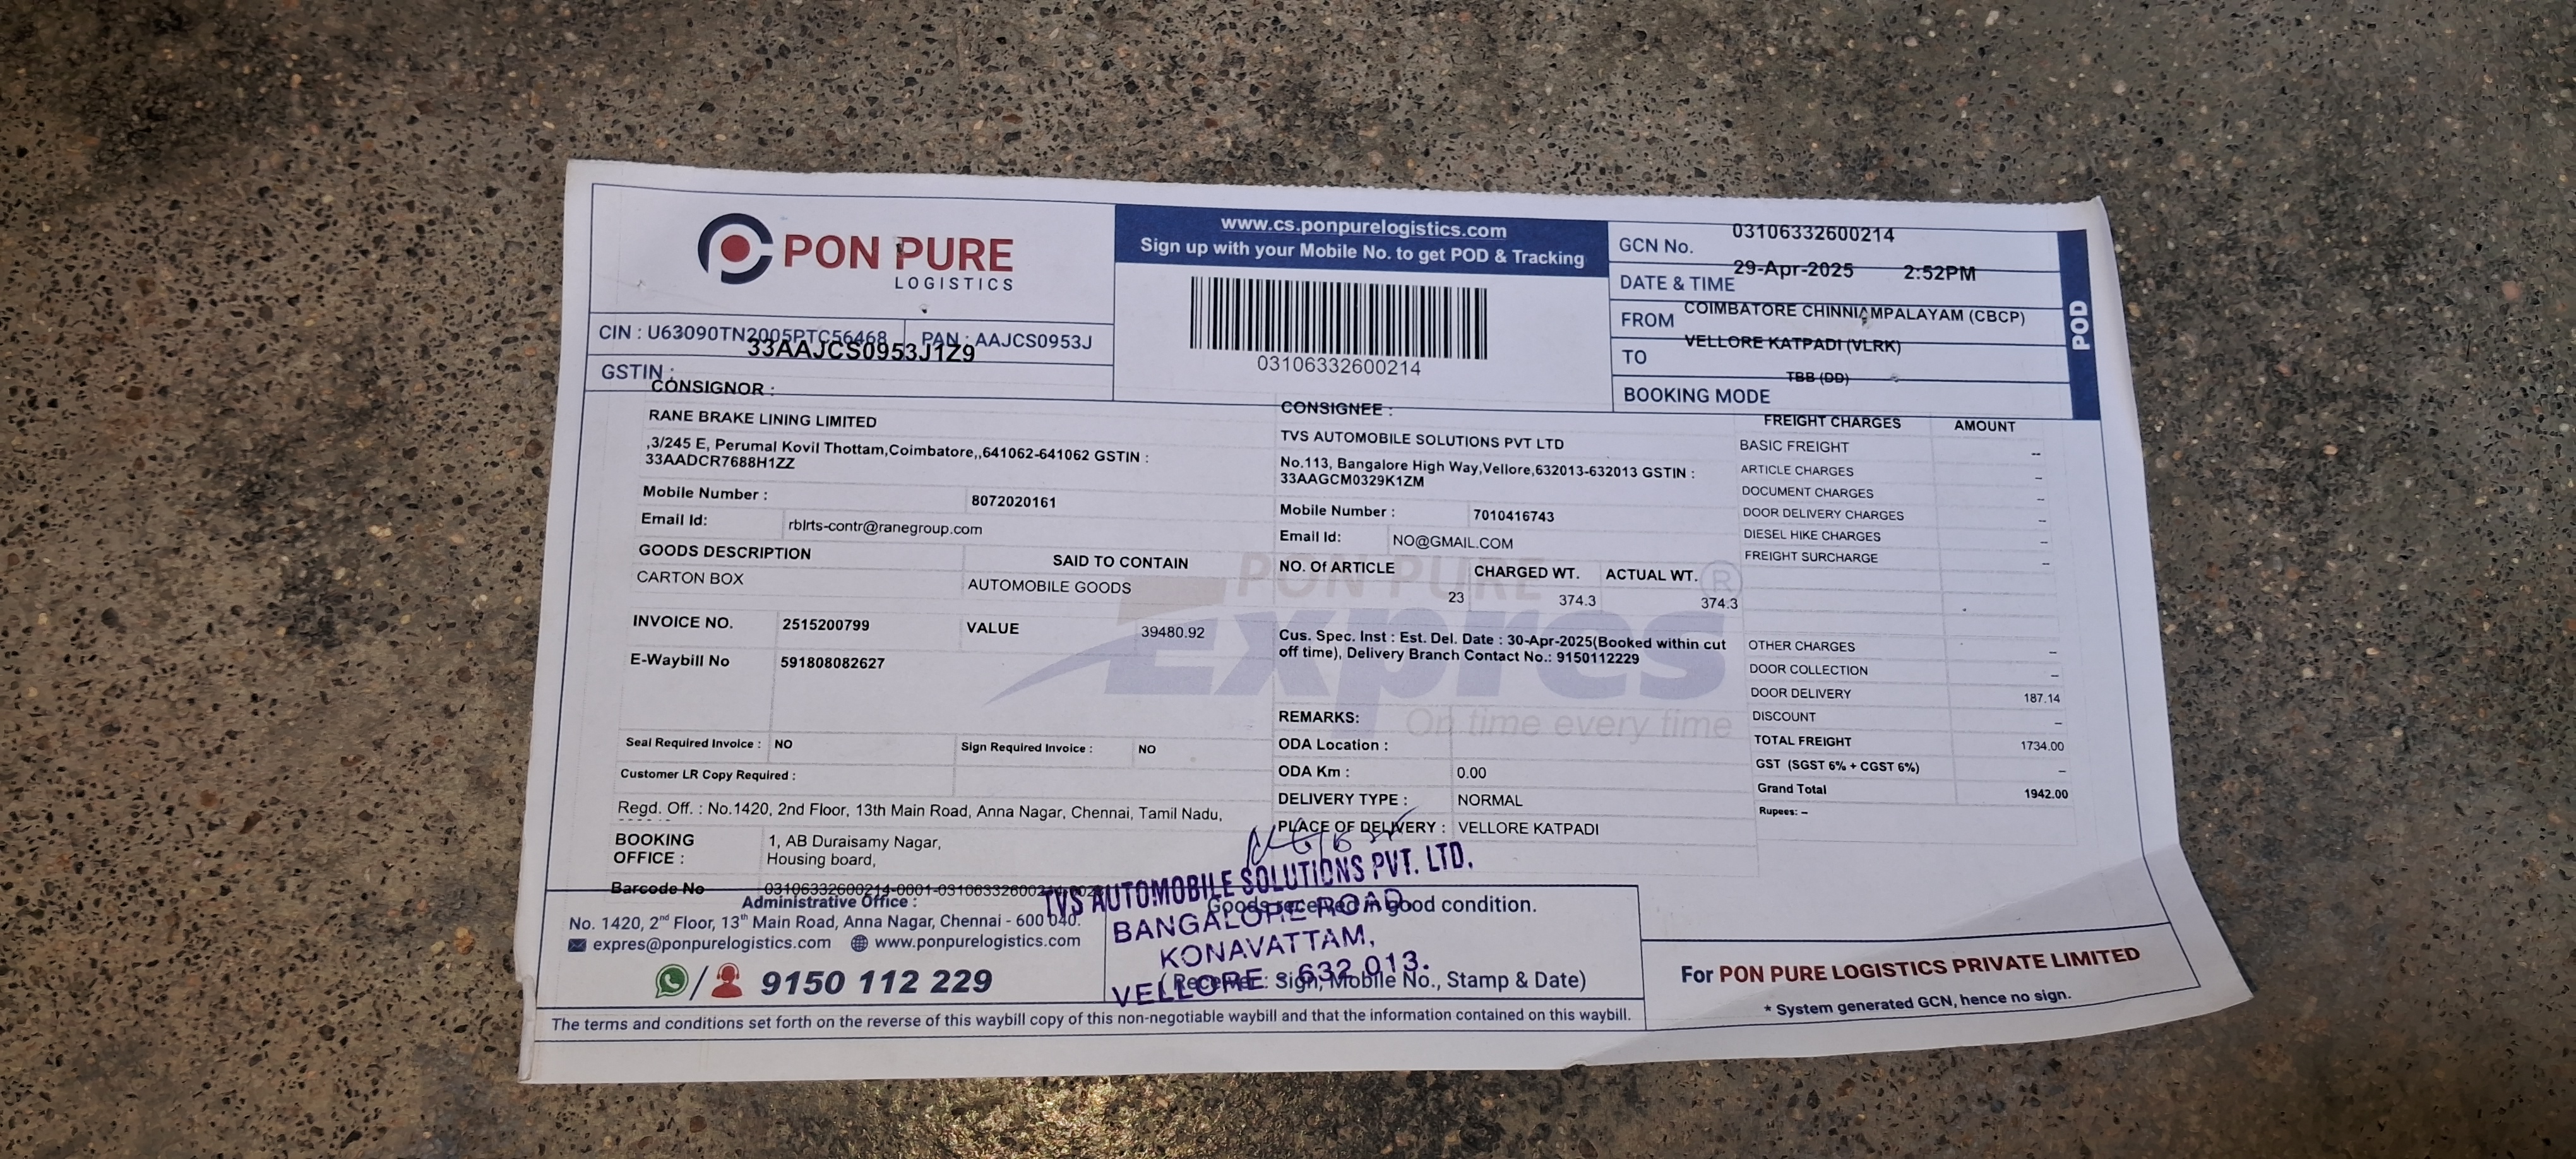 PON PURE
LOGISTICS
CIN : U63090TN2005PTC56468 PAN : AAJCS0953J
33AAJCS0953J1Z9
GSTIN :
www.cs.ponpurelogistics.com
Sign up with your Mobile No. to get POD & Tracking
03106332600214
GCN No. 03106332600214
DATE & TIME 29-Apr-2025 2:52PM
FROM COIMBATORE CHINNIAMPALAYAM (CBCP)
TO VELLORE KATPADI (VLRK)
BOOKING MODE TBB (DD)
POD
CONSIGNOR :
RANE BRAKE LINING LIMITED
,3/245 E, Perumal Kovil Thottam,Coimbatore,,641062-641062 GSTIN :
33AADCR7688H1ZZ
Mobile Number : 8072020161
Email Id: rblrts-contr@ranegroup.com
GOODS DESCRIPTION SAID TO CONTAIN
CARTON BOX AUTOMOBILE GOODS
INVOICE NO. 2515200799 VALUE 39480.92
E-Waybill No 591808082627
Seal Required Invoice : NO Sign Required Invoice : NO
Customer LR Copy Required :
Regd. Off. : No.1420, 2nd Floor, 13th Main Road, Anna Nagar, Chennai, Tamil Nadu,
BOOKING OFFICE : 1, AB Duraisamy Nagar,
Housing board,
Barcode No
CONSIGNEE :
TVS AUTOMOBILE SOLUTIONS PVT LTD
No.113, Bangalore High Way,Vellore,632013-632013 GSTIN :
33AAGCM0329K1ZM
Mobile Number : 7010416743
Email Id: NO@GMAIL.COM
NO. Of ARTICLE CHARGED WT. ACTUAL WT.
23 374.3 374.3
Cus. Spec. Inst : Est. Del. Date : 30-Apr-2025(Booked within cut
off time), Delivery Branch Contact No.: 9150112229
REMARKS:
ODA Location :
ODA Km : 0.00
DELIVERY TYPE : NORMAL
PLACE OF DELIVERY : VELLORE KATPADI
PON PURE
Expres ®
On time every time
FREIGHT CHARGES AMOUNT
BASIC FREIGHT --
ARTICLE CHARGES --
DOCUMENT CHARGES --
DOOR DELIVERY CHARGES --
DIESEL HIKE CHARGES --
FREIGHT SURCHARGE --
OTHER CHARGES --
DOOR COLLECTION --
DOOR DELIVERY 187.14
DISCOUNT --
TOTAL FREIGHT 1734.00
GST (SGST 6% + CGST 6%) --
Grand Total 1942.00
Rupees: --
Administrative Office :
No. 1420, 2nd Floor, 13th Main Road, Anna Nagar, Chennai - 600 040.
expres@ponpurelogistics.com www.ponpurelogistics.com
/ 9150 112 229
TVS AUTOMOBILE SOLUTIONS PVT. LTD.
BANGALORE ROAD,
KONAVATTAM,
VELLORE - 632 013.
Goods received in good condition.
(Receiver : Sign, Mobile No., Stamp & Date)
For PON PURE LOGISTICS PRIVATE LIMITED
* System generated GCN, hence no sign.
The terms and conditions set forth on the reverse of this waybill copy of this non-negotiable waybill and that the information contained on this waybill.